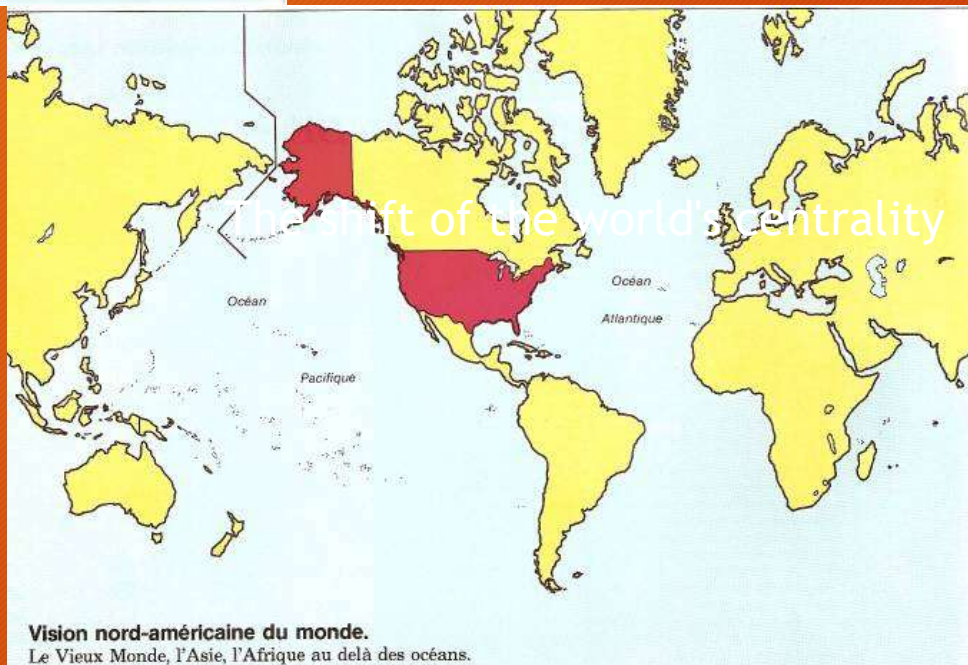 The shift of the world's centrality
Océan
Pacifique
Océan
Atlantique
Vision nord-américaine du monde.
Le Vieux Monde, l'Asie, l'Afrique au delà des océans.